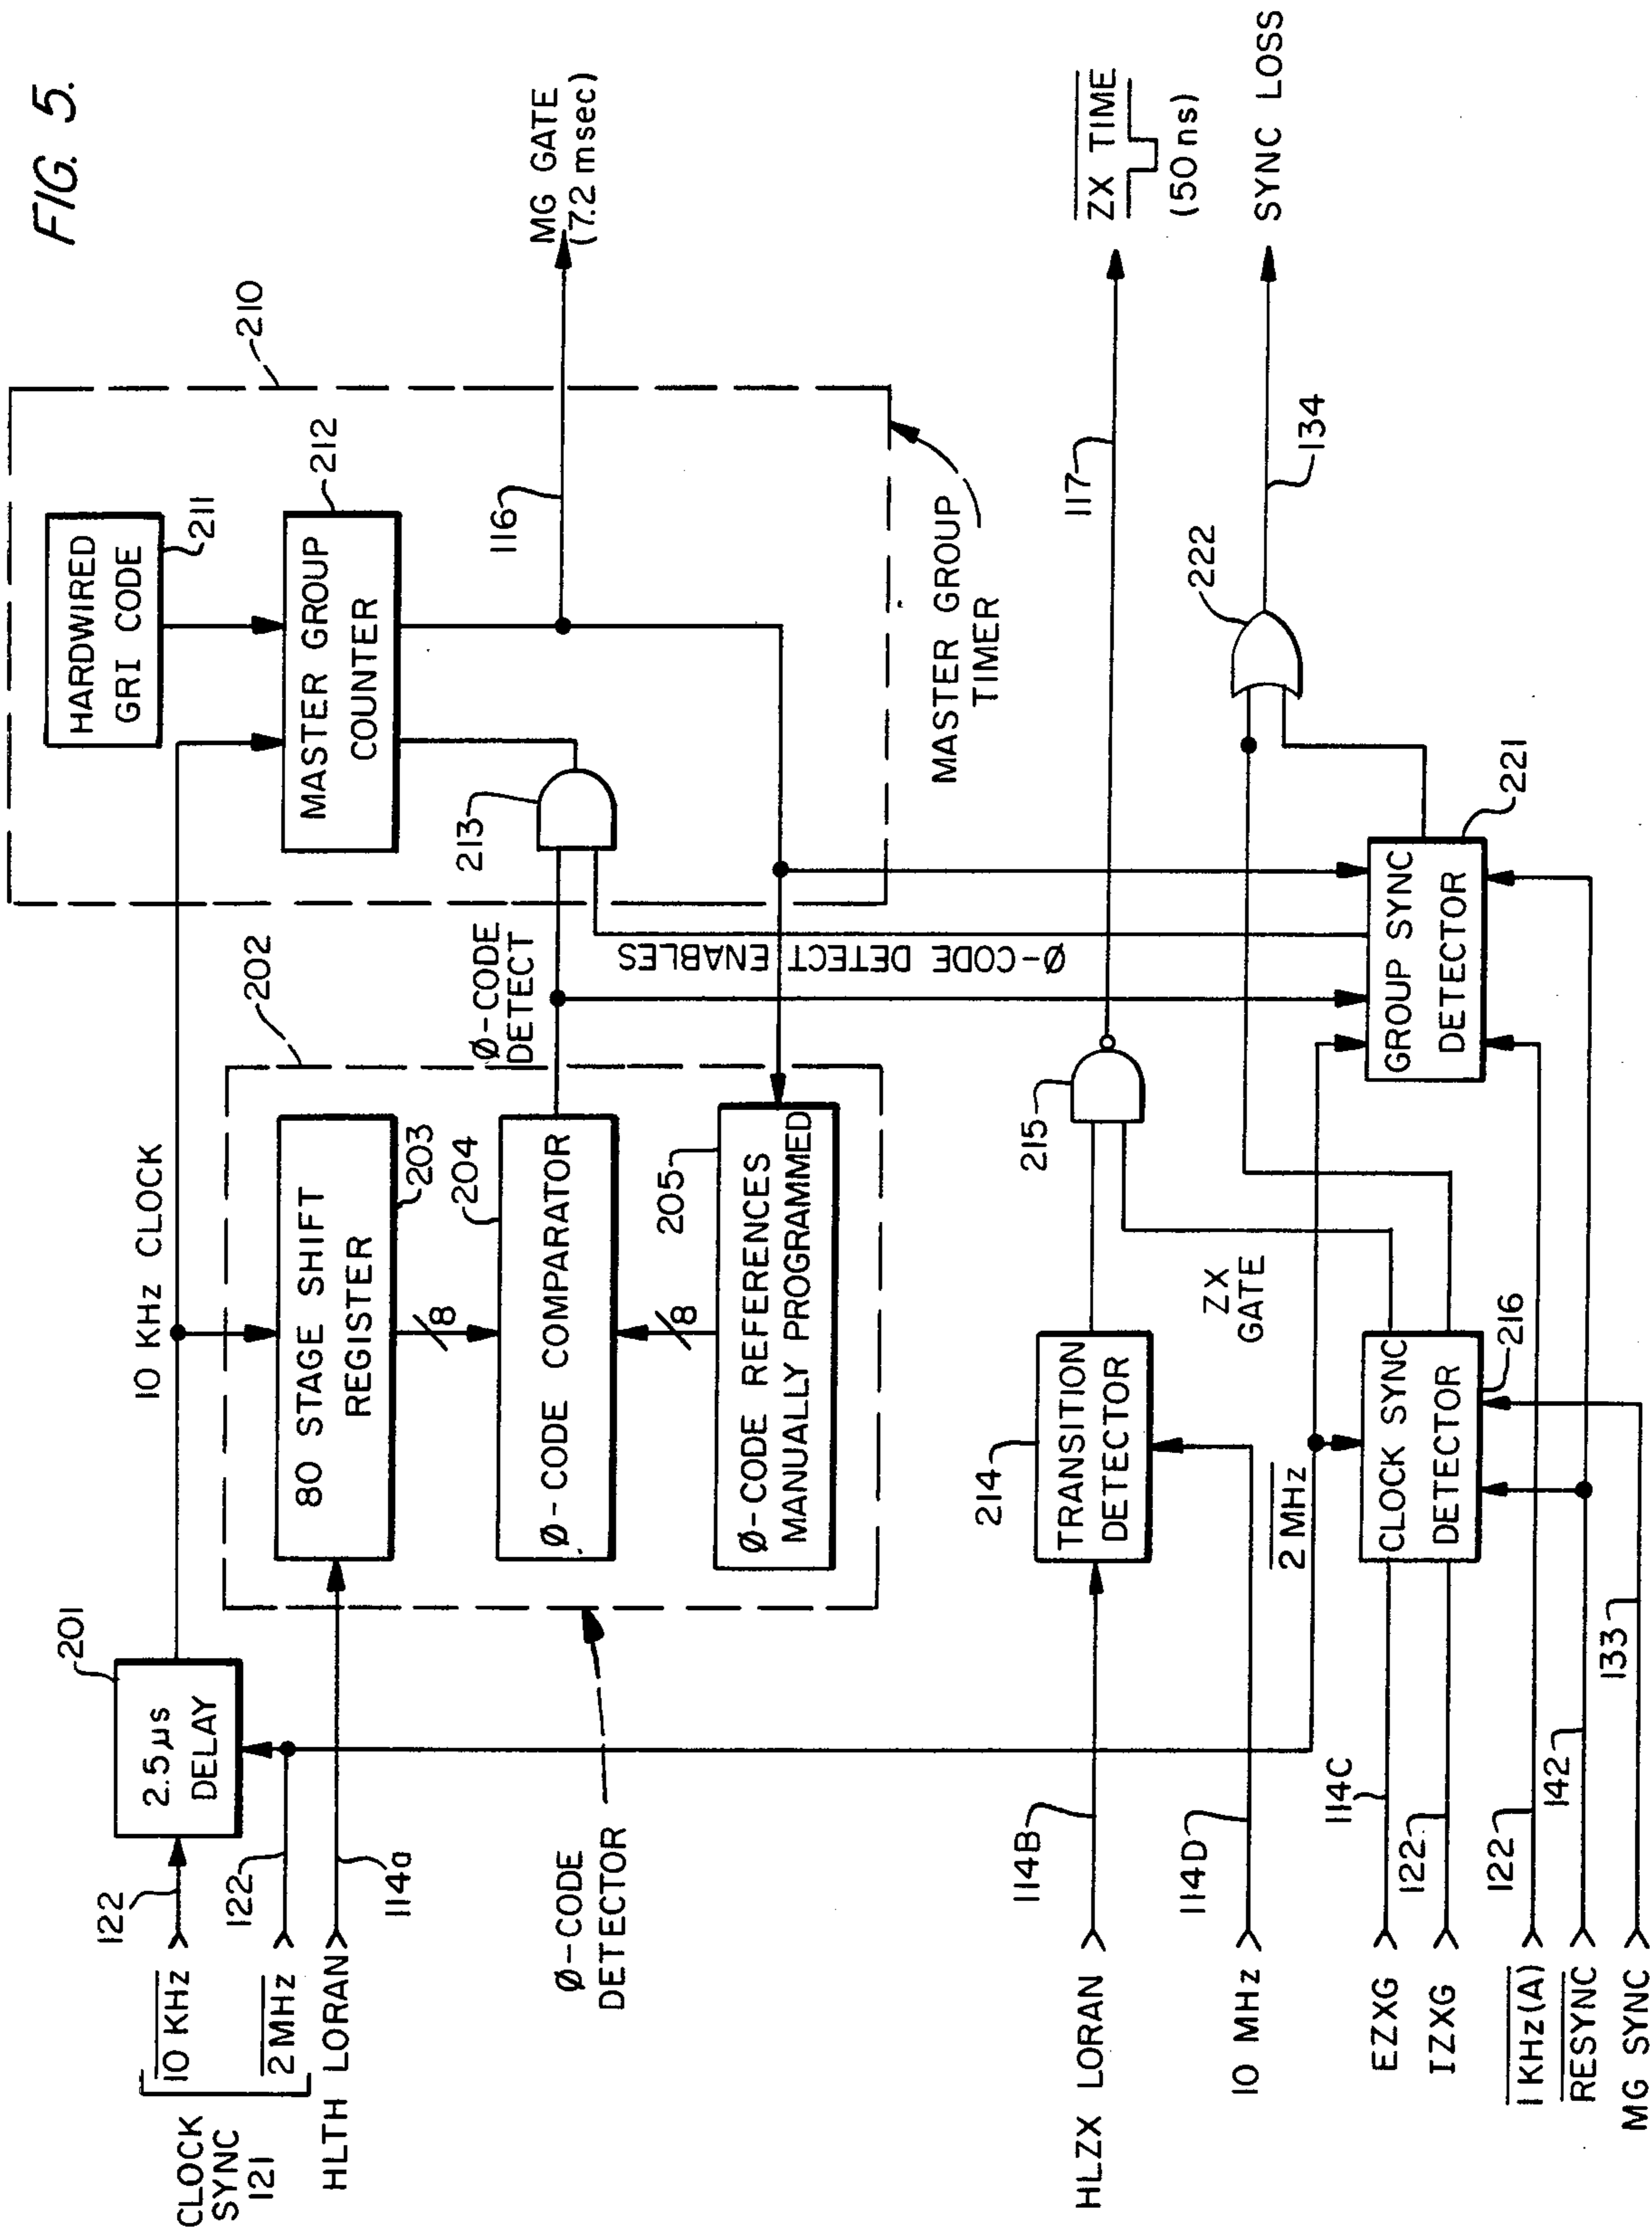 FIG. 5.
CLOCK
SYNC
121
10 KHz
122
2 MHz
122
HLTH LORAN
114a
2.5 µs
DELAY
201
10 KHz CLOCK
Ø-CODE
DETECTOR
202
80 STAGE SHIFT
REGISTER
203
8
Ø-CODE COMPARATOR
204
8
Ø-CODE REFERENCES
MANUALLY PROGRAMMED
205
Ø-CODE
DETECT
HARDWIRED
GRI CODE
211
MASTER GROUP
COUNTER
212
213
210
116
MG GATE
(7.2 msec)
MASTER GROUP
TIMER
Ø-CODE DETECT ENABLES
HLZX LORAN
114B
10 MHz
114D
TRANSITION
DETECTOR
214
215
117
ZX TIME
(50 ns)
2 MHz
ZX
GATE
EZXG
114C
IZXG
122
CLOCK SYNC
DETECTOR
216
1 KHz (A)
122
RESYNC
142
MG SYNC
133
GROUP SYNC
DETECTOR
221
222
134
SYNC LOSS